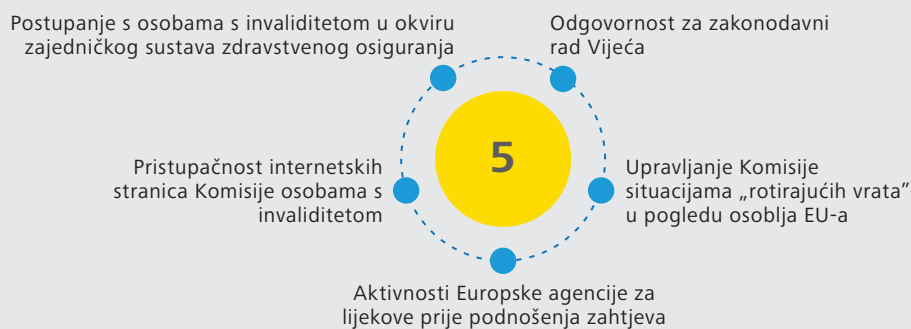 Postupanje s osobama s invaliditetom u okviru
zajedničkog sustava zdravstvenog osiguranja
Odgovornost za zakonodavni
rad Vijeća
5
Pristupačnost internetskih
stranica Komisije osobama s
invaliditetom
Upravljanje Komisije
situacijama „rotirajućih vrata”
u pogledu osoblja EU-a
Aktivnosti Europske agencije za
lijekove prije podnošenja zahtjeva